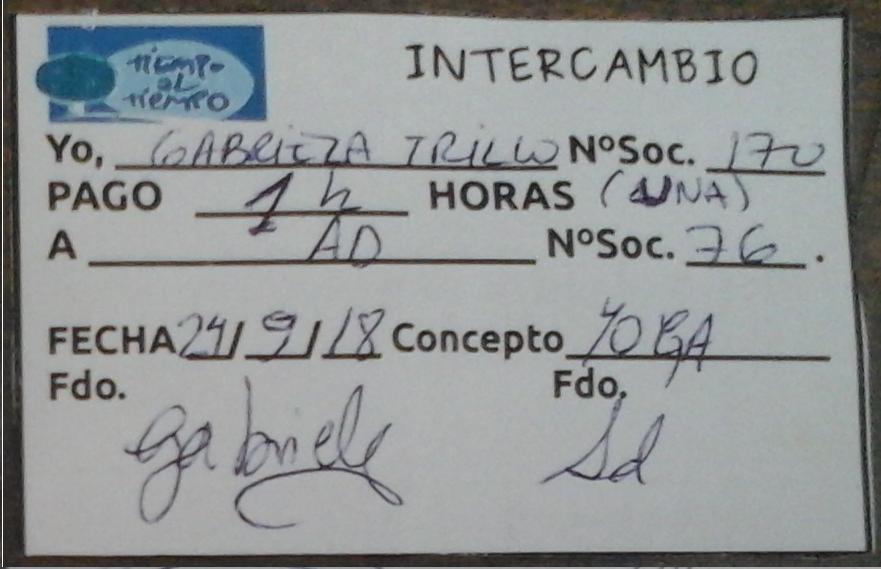 tiempo
al
tiempo
INTERCAMBIO
Yo, GABRIELA TRILLO NºSoc. 170
PAGO 1 h HORAS (UNA)
A AD NºSoc. 76.
FECHA 24/9/18 Concepto YOGA
Fdo. Fdo.
Gabriela